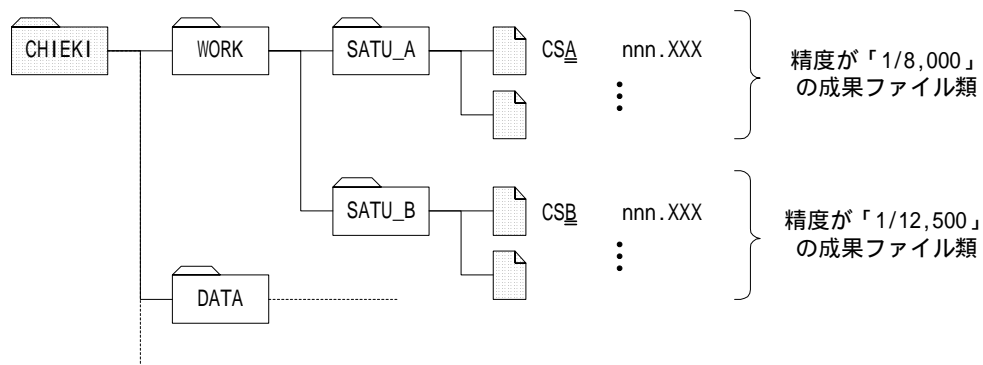 CHIEKI
WORK
SATU_A
CSA nnn.XXX
精度が「1/8,000」
の成果ファイル類
SATU_B
CSB nnn.XXX
精度が「1/12,500」
の成果ファイル類
DATA